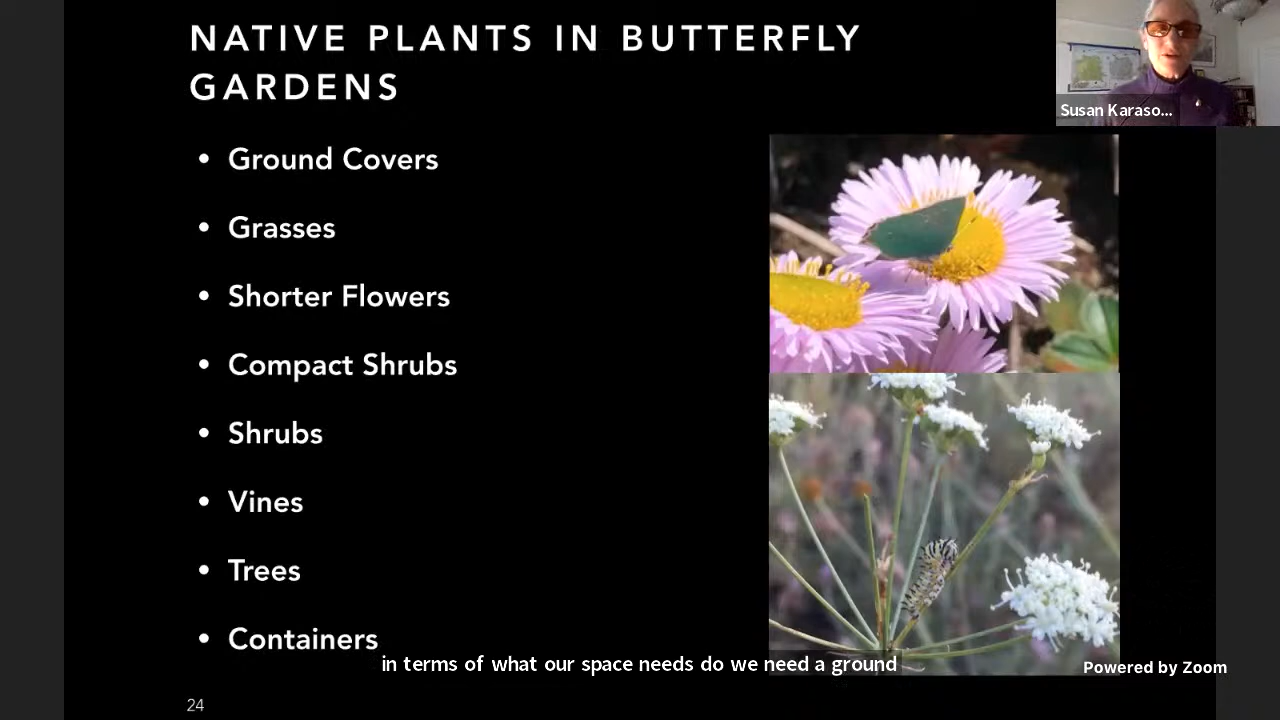 NATIVE PLANTS IN BUTTERFLY
GARDENS
Susan Karaso...
• Ground Covers
• Grasses
• Shorter Flowers
• Compact Shrubs
• Shrubs
• Vines
• Trees
• Containers
in terms of what our space needs do we need a ground
Powered by Zoom
24